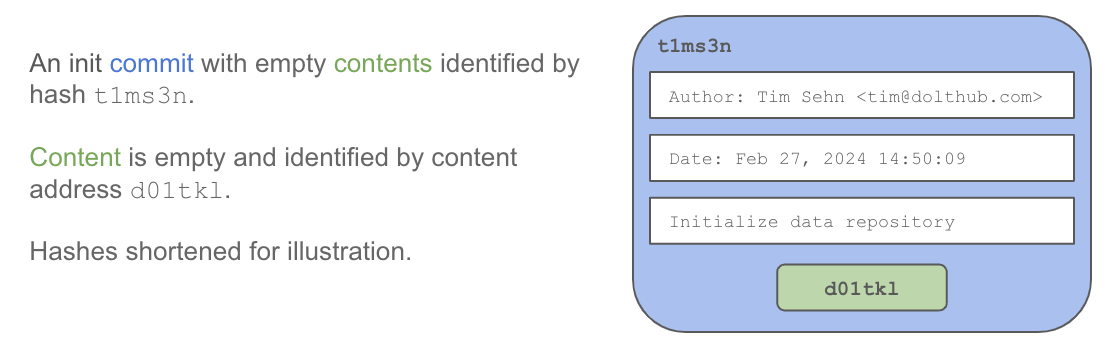 An init commit with empty contents identified by
hash t1ms3n.
Content is empty and identified by content
address d01tkl.
Hashes shortened for illustration.
t1ms3n
Author: Tim Sehn <tim@dolthub.com>
Date: Feb 27, 2024 14:50:09
Initialize data repository
d01tkl